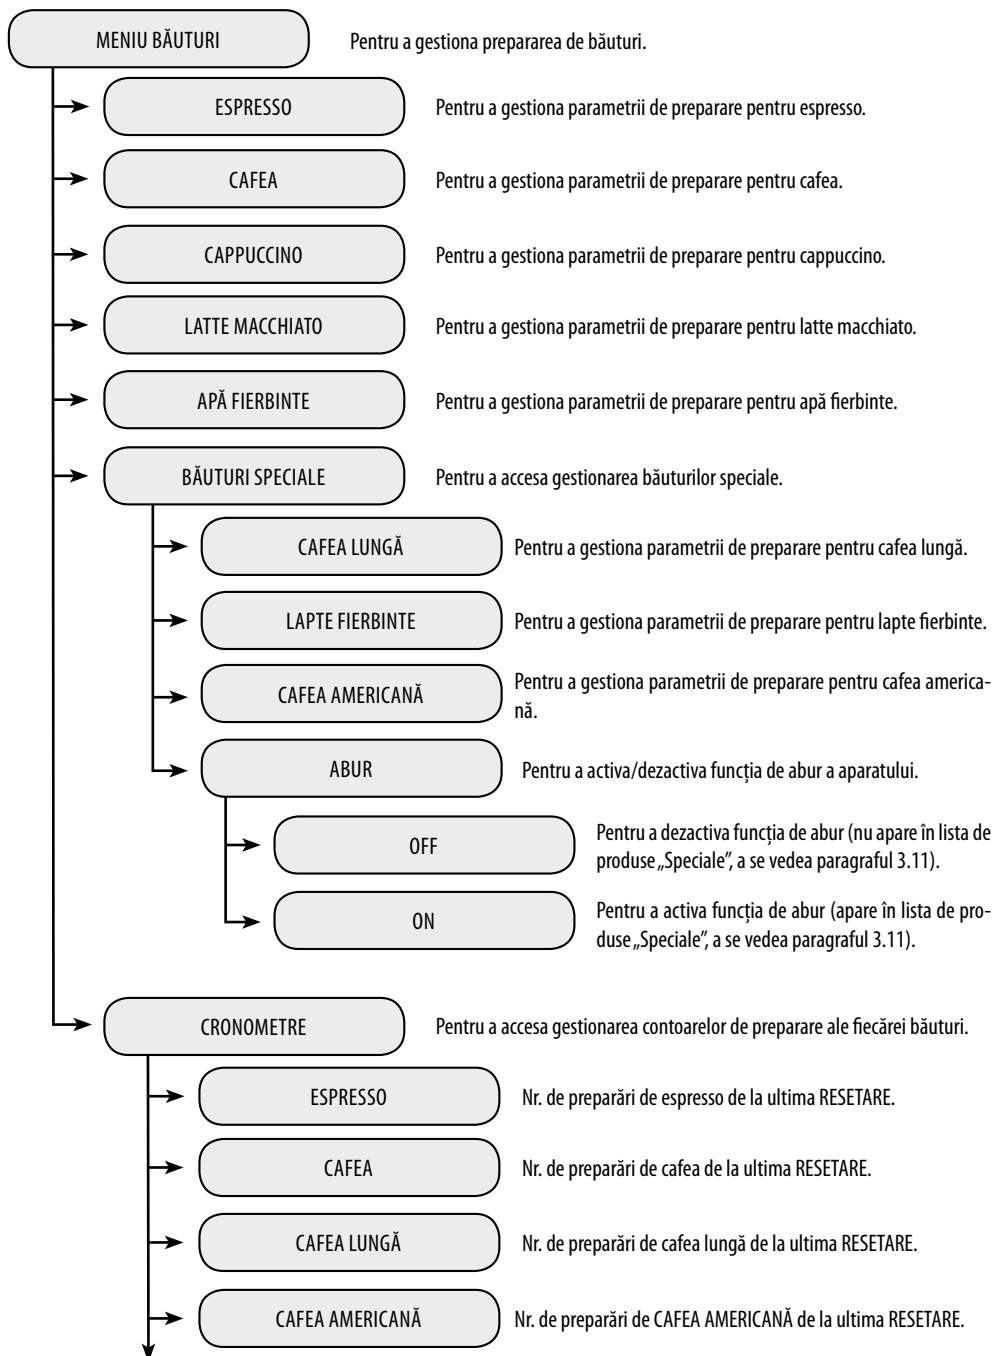 MENIU BĂUTURI
Pentru a gestiona prepararea de băuturi.
ESPRESSO
Pentru a gestiona parametrii de preparare pentru espresso.
CAFEA
Pentru a gestiona parametrii de preparare pentru cafea.
CAPPUCCINO
Pentru a gestiona parametrii de preparare pentru cappuccino.
LATTE MACCHIATO
Pentru a gestiona parametrii de preparare pentru latte macchiato.
APĂ FIERBINTE
Pentru a gestiona parametrii de preparare pentru apă fierbinte.
BĂUTURI SPECIALE
Pentru a accesa gestionarea băuturilor speciale.
CAFEA LUNGĂ
Pentru a gestiona parametrii de preparare pentru cafea lungă.
LAPTE FIERBINTE
Pentru a gestiona parametrii de preparare pentru lapte fierbinte.
CAFEA AMERICANĂ
Pentru a gestiona parametrii de preparare pentru cafea america-
nă.
ABUR
Pentru a activa/dezactiva funcția de abur a aparatului.
OFF
Pentru a dezactiva funcția de abur (nu apare în lista de
produse „Speciale”, a se vedea paragraful 3.11).
ON
Pentru a activa funcția de abur (apare în lista de pro-
duse „Speciale”, a se vedea paragraful 3.11).
CRONOMETRE
Pentru a accesa gestionarea contoarelor de preparare ale fiecărei băuturi.
ESPRESSO
Nr. de preparări de espresso de la ultima RESETARE.
CAFEA
Nr. de preparări de cafea de la ultima RESETARE.
CAFEA LUNGĂ
Nr. de preparări de cafea lungă de la ultima RESETARE.
CAFEA AMERICANĂ
Nr. de preparări de CAFEA AMERICANĂ de la ultima RESETARE.